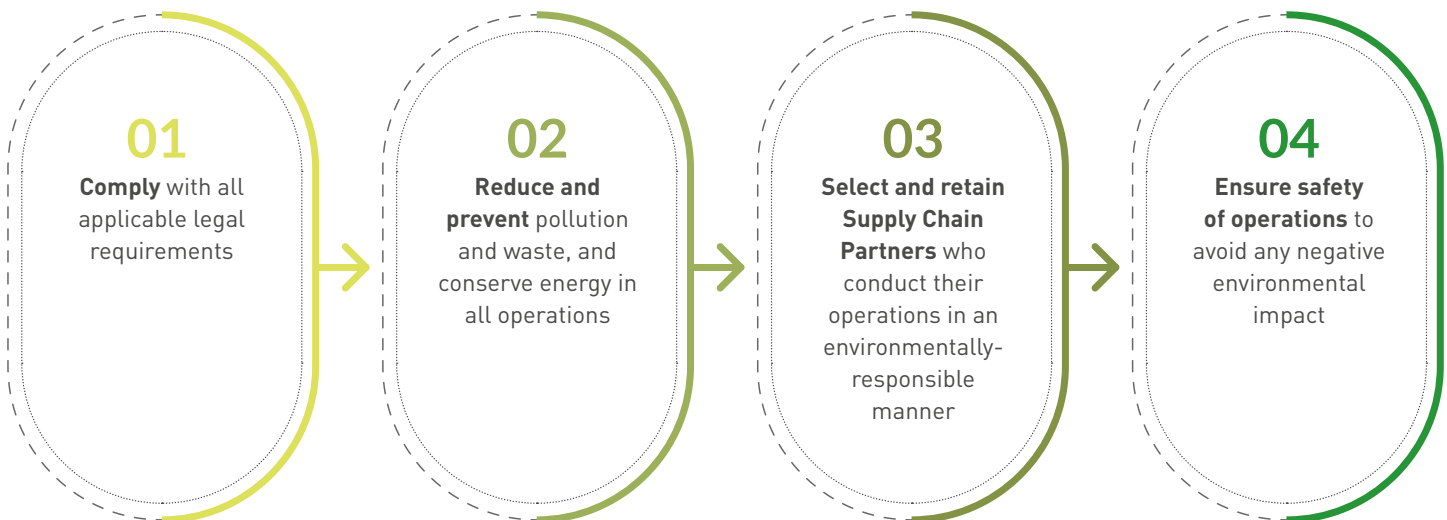 01
Comply with all
applicable legal
requirements
02
Reduce and
prevent pollution
and waste, and
conserve energy in
all operations
03
Select and retain
Supply Chain
Partners who
conduct their
operations in an
environmentally-
responsible
manner
04
Ensure safety
of operations to
avoid any negative
environmental
impact